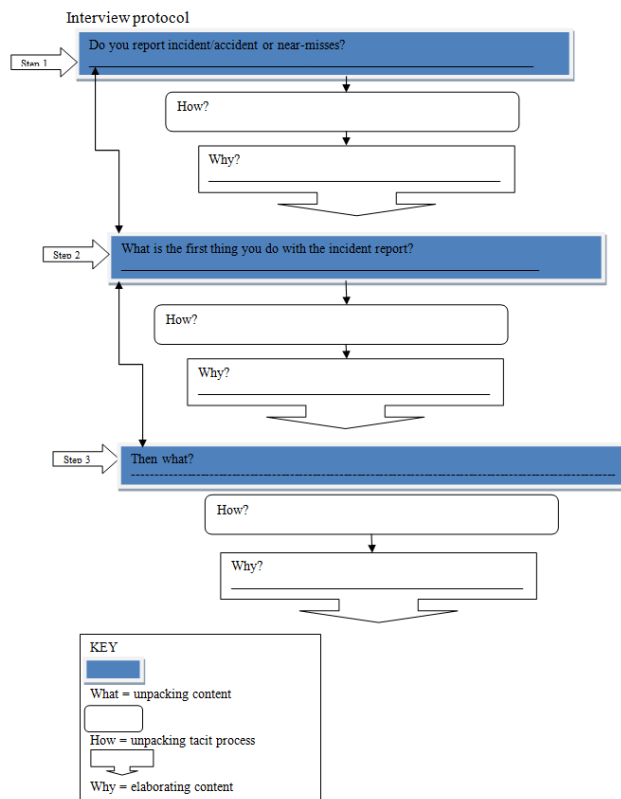 Interview protocol
Do you report incident/accident or near-misses?
Step 1
How?
Why?
What is the first thing you do with the incident report?
Step 2
How?
Why?
Then what?
Step 3
How?
Why?
KEY
What = unpacking content
How = unpacking tacit process
Why = elaborating content